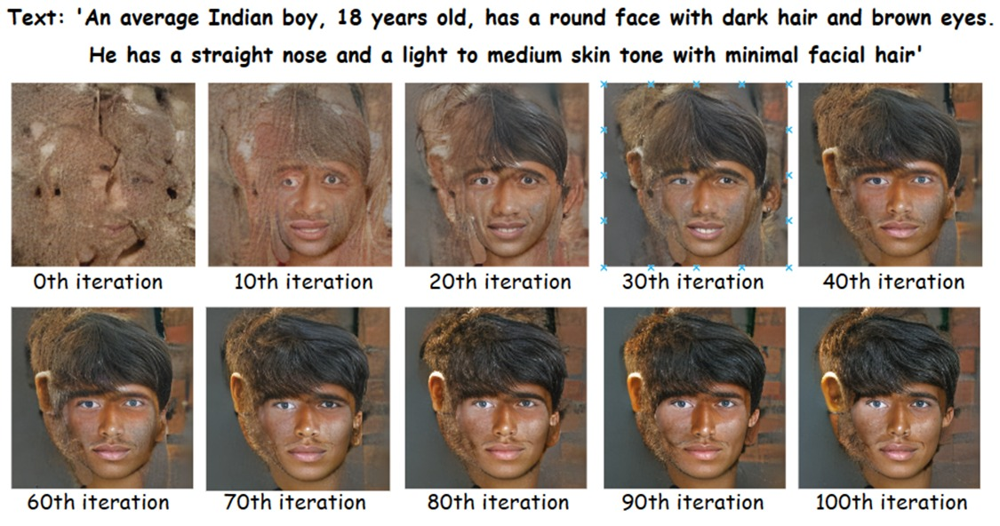 Text: 'An average Indian boy, 18 years old, has a round face with dark hair and brown eyes.
He has a straight nose and a light to medium skin tone with minimal facial hair'
0th iteration
10th iteration
20th iteration
30th iteration
40th iteration
60th iteration
70th iteration
80th iteration
90th iteration
100th iteration